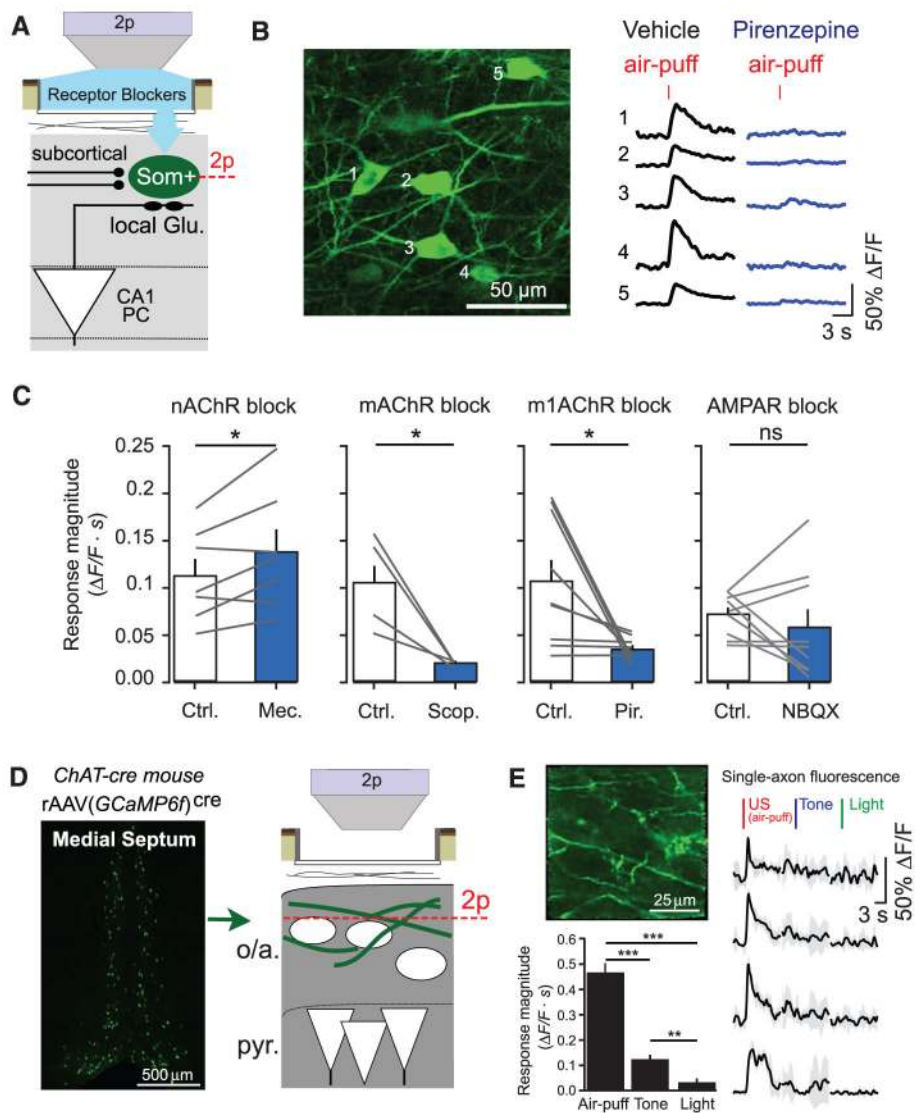 A
2p
Receptor Blockers
subcortical
Som+
2p
local Glu.
CA1
PC
B
5
1
2
3
4
50 µm
Vehicle
Pirenzepine
air-puff
air-puff
1
2
3
4
5
3 s
50% ΔF/F
C
nAChR block
mAChR block
m1AChR block
AMPAR block
*
*
*
ns
Response magnitude
(ΔF/F · s)
0.25
0.20
0.15
0.10
0.05
0.00
Ctrl. Mec.
Ctrl. Scop.
Ctrl. Pir.
Ctrl. NBQX
D
ChAT-cre mouse
rAAV(GCaMP6f)cre
Medial Septum
500 µm
2p
2p
o/a.
pyr.
E
25 µm
Single-axon fluorescence
US
(air-puff)
Tone
Light
50% ΔF/F
3 s
Response magnitude
(ΔF/F · s)
0.6
0.5
0.4
0.3
0.2
0.1
0.0
***
***
**
Air-puff Tone Light